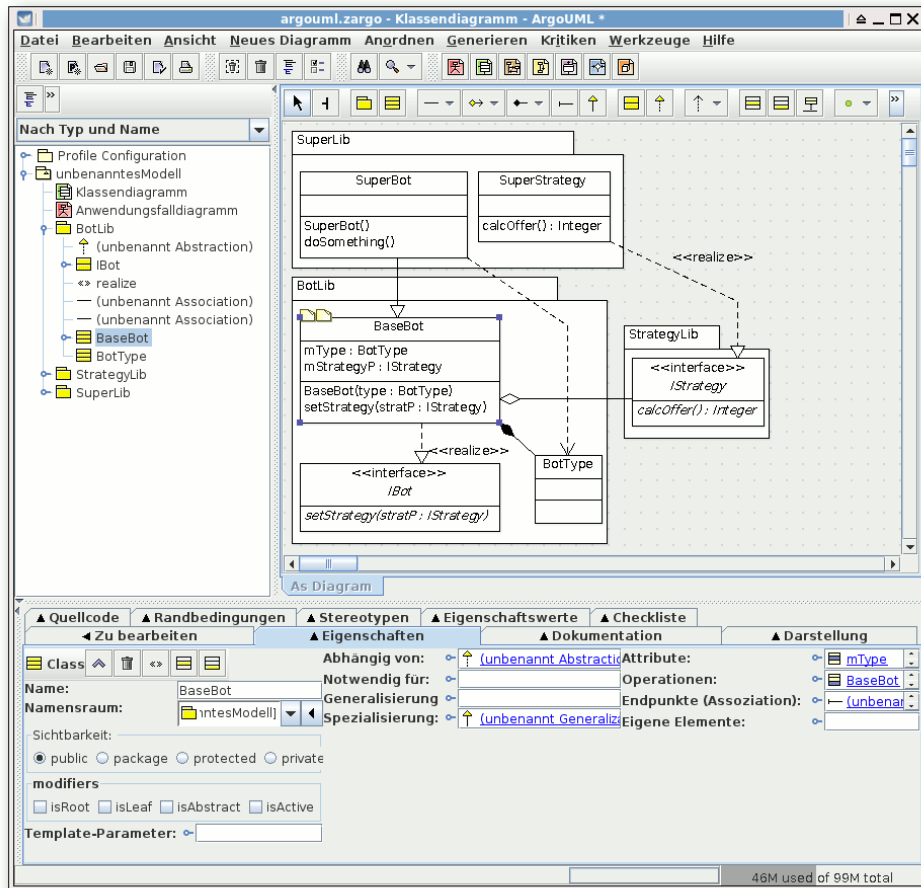 argouml.zargo - Klassendiagramm - ArgoUML *
Datei Bearbeiten Ansicht Neues Diagramm Anordnen Generieren Kritiken Werkzeuge Hilfe
Nach Typ und Name
Profile Configuration
unbenanntesModell
Klassendiagramm
Anwendungsfalldiagramm
BotLib
(unbenannt Abstraction)
IBot
«» realize
(unbenannt Association)
(unbenannt Association)
BaseBot
BotType
StrategyLib
SuperLib
SuperLib
SuperBot
SuperBot()
doSomething()
SuperStrategy
calcOffer() : Integer
<<realize>>
BotLib
BaseBot
mType : BotType
mStrategyP : IStrategy
BaseBot(type : BotType)
setStrategy(stratP : IStrategy)
StrategyLib
<<interface>>
IStrategy
calcOffer() : Integer
<<realize>>
<<interface>>
IBot
setStrategy(stratP : IStrategy)
BotType
As Diagram
▲ Quellcode ▲ Randbedingungen ▲ Stereotypen ▲ Eigenschaftswerte ▲ Checkliste
◀ Zu bearbeiten ▲ Eigenschaften ▲ Dokumentation ▲ Darstellung
Class
Name: BaseBot
Namensraum: ntesModell]
Sichtbarkeit:
public package protected private
modifiers
isRoot isLeaf isAbstract isActive
Template-Parameter:
Abhängig von: (unbenannt Abstractio
Notwendig für:
Generalisierung
Spezialisierung: (unbenannt Generaliza
Attribute: mType
Operationen: BaseBot
Endpunkte (Assoziation): (unbenan
Eigene Elemente:
46M used of 99M total